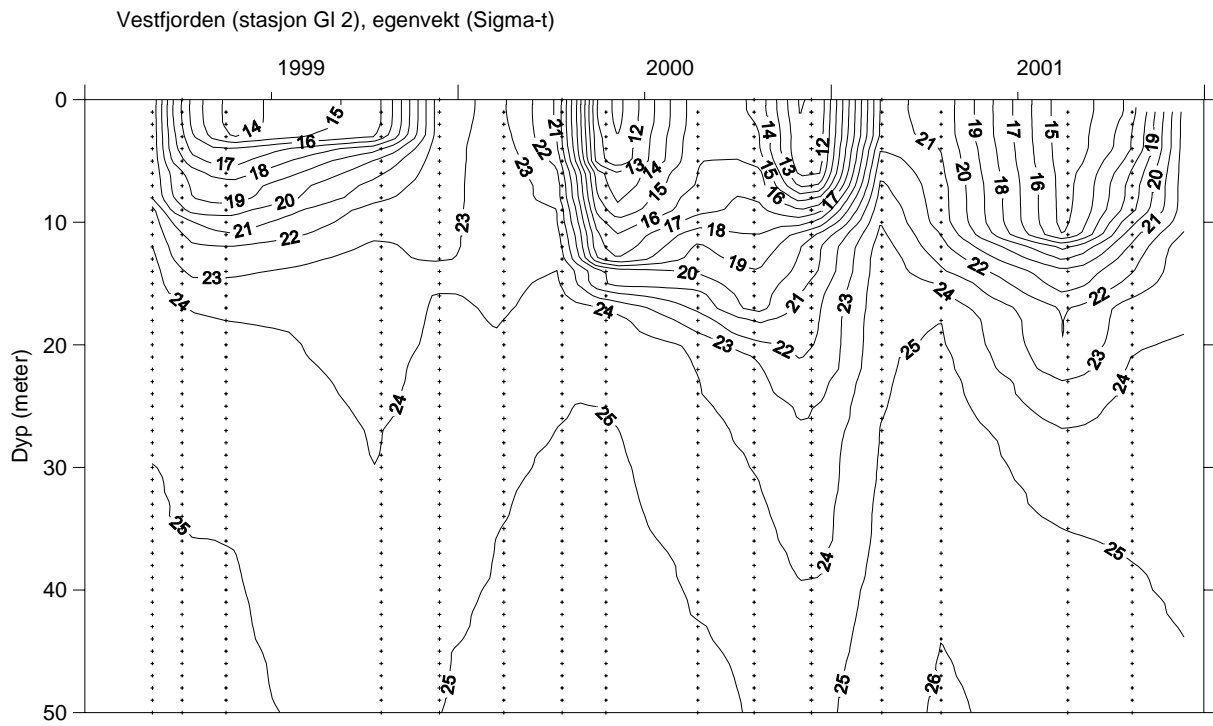 Vestfjorden (stasjon Gl 2), egenvekt (Sigma-t)
1999 2000 2001
0
10
20
30
40
50
Dyp (meter)
14 15 16 17 18 19 20 21 22 23 24 25
23 24 25
21 22 23 12 13 14 15 16 17 18 19 20 24 23 25
14 13 12 15 16 17 21 22 23 24 25
21 20 19 18 17 16 15 19 20 21 22 22 24 23 24 25 25 26